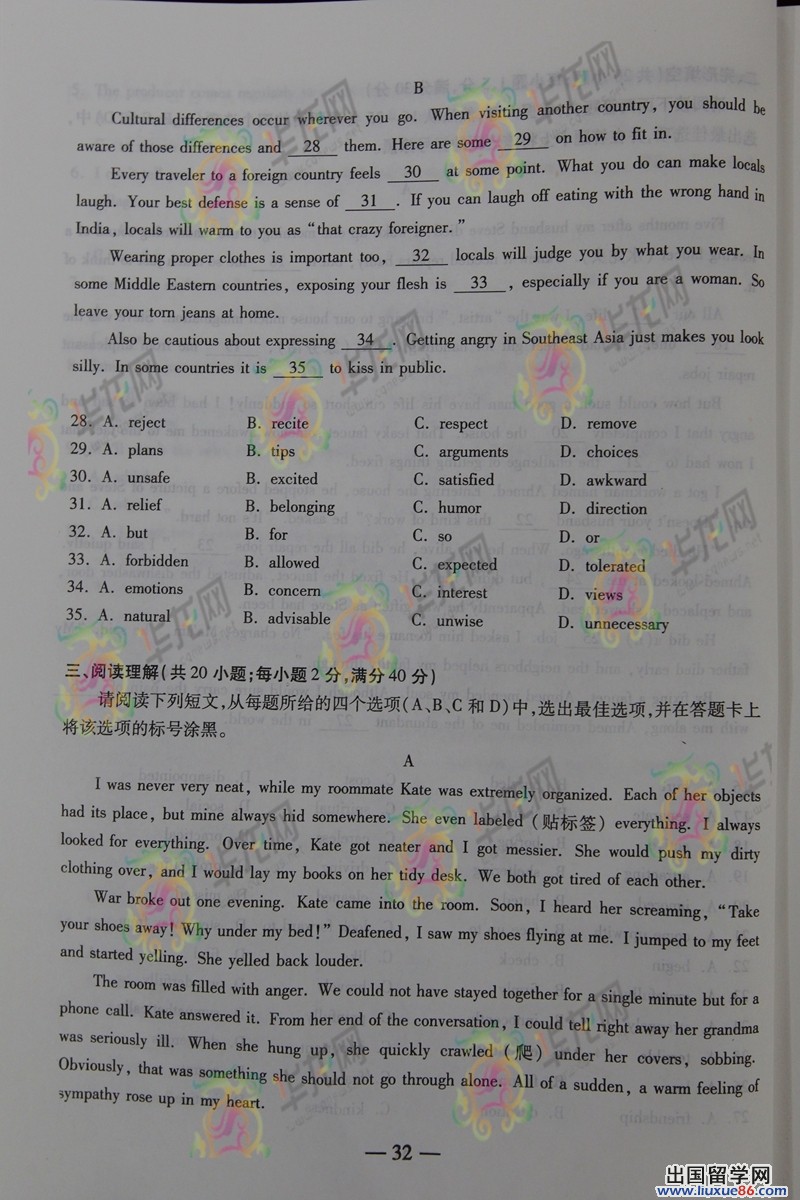 B
Cultural differences occur wherever you go. When visiting another country, you should be
aware of those differences and 28 them. Here are some 29 on how to fit in.
Every traveler to a foreign country feels 30 at some point. What you do can make locals
laugh. Your best defense is a sense of 31. If you can laugh off eating with the wrong hand in
India, locals will warm to you as "that crazy foreigner."
Wearing proper clothes is important too, 32 locals will judge you by what you wear. In
some Middle Eastern countries, exposing your flesh is 33, especially if you are a woman. So
leave your torn jeans at home.
Also be cautious about expressing 34. Getting angry in Southeast Asia just makes you look
silly. In some countries it is 35 to kiss in public.
28. A. reject B. recite C. respect D. remove
29. A. plans B. tips C. arguments D. choices
30. A. unsafe B. excited C. satisfied D. awkward
31. A. relief B. belonging C. humor D. direction
32. A. but B. for C. so D. or
33. A. forbidden B. allowed C. expected D. tolerated
34. A. emotions B. concern C. interest D. views
35. A. natural B. advisable C. unwise D. unnecessary
三、阅读理解(共20小题;每小题2分,满分40分)
请阅读下列短文,从每题所给的四个选项(A、B、C和D)中,选出最佳选项,并在答题卡上
将该选项的标号涂黑。
A
I was never very neat, while my roommate Kate was extremely organized. Each of her objects
had its place, but mine always hid somewhere. She even labeled (贴标签) everything. I always
looked for everything. Over time, Kate got neater and I got messier. She would push my dirty
clothing over, and I would lay my books on her tidy desk. We both got tired of each other.
War broke out one evening. Kate came into the room. Soon, I heard her screaming, "Take
your shoes away! Why under my bed!" Deafened, I saw my shoes flying at me. I jumped to my feet
and started yelling. She yelled back louder.
The room was filled with anger. We could not have stayed together for a single minute but for a
phone call. Kate answered it. From her end of the conversation, I could tell right away her grandma
was seriously ill. When she hung up, she quickly crawled (爬) under her covers, sobbing.
Obviously, that was something she should not go through alone. All of a sudden, a warm feeling of
sympathy rose up in my heart.
— 32 —
华龙网
出国留学网
www.liuxue86.com